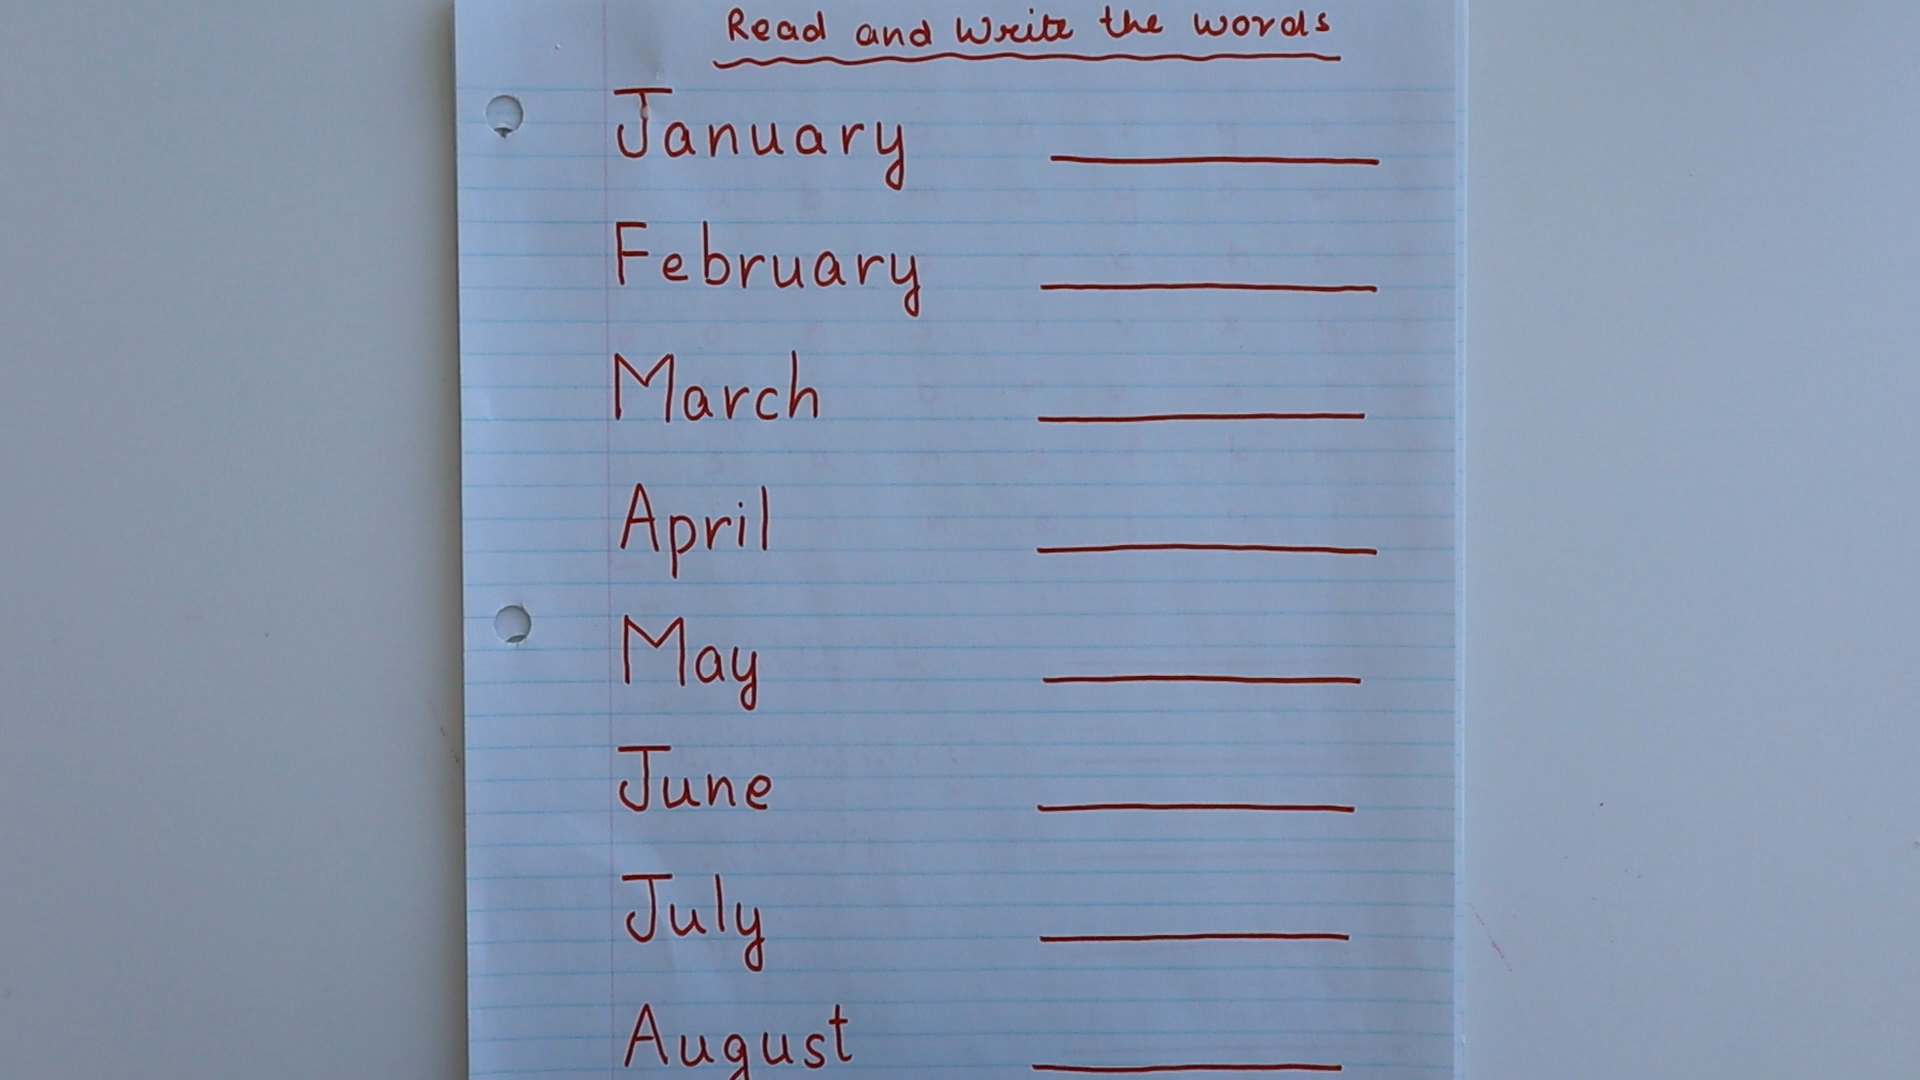 Read and Write the words
January
February
March
April
May
June
July
August